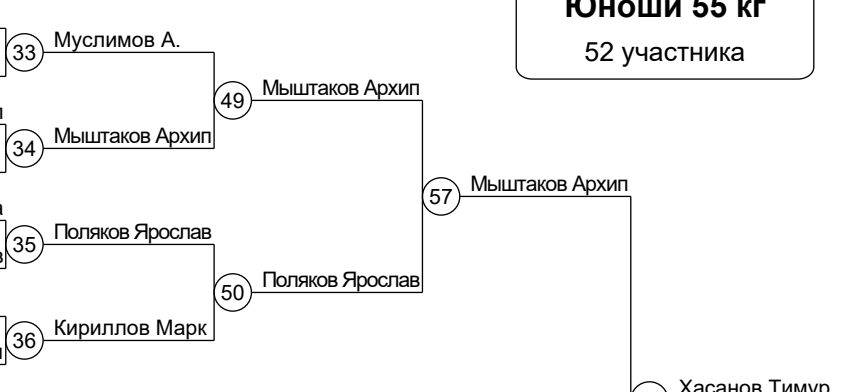 Юноши 55 кг
52 участника
33 Муслимов А.
49 Мыштаков Архип
34 Мыштаков Архип
57 Мыштаков Архип
35 Поляков Ярослав
50 Поляков Ярослав
36 Кириллов Марк
Хасанов Тимур